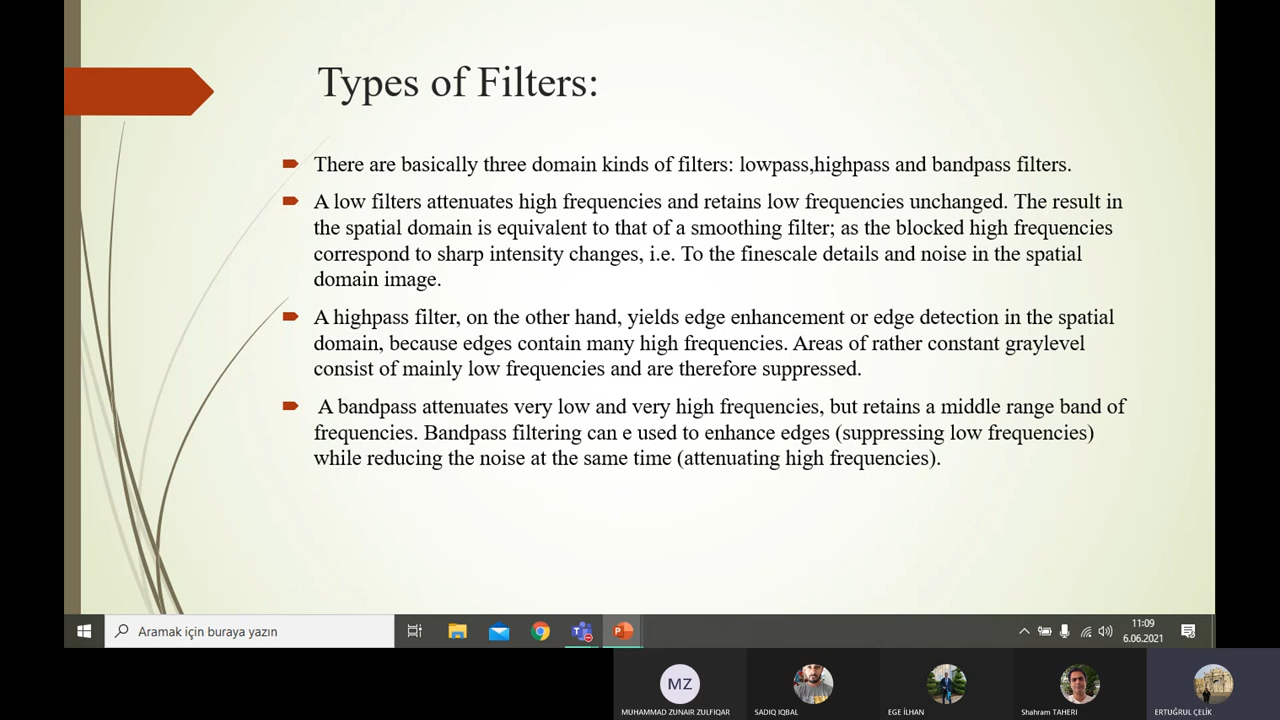 Types of Filters:
There are basically three domain kinds of filters: lowpass,highpass and bandpass filters.
A low filters attenuates high frequencies and retains low frequencies unchanged. The result in
the spatial domain is equivalent to that of a smoothing filter; as the blocked high frequencies
correspond to sharp intensity changes, i.e. To the finescale details and noise in the spatial
domain image.
A highpass filter, on the other hand, yields edge enhancement or edge detection in the spatial
domain, because edges contain many high frequencies. Areas of rather constant graylevel
consist of mainly low frequencies and are therefore suppressed.
A bandpass attenuates very low and very high frequencies, but retains a middle range band of
frequencies. Bandpass filtering can e used to enhance edges (suppressing low frequencies)
while reducing the noise at the same time (attenuating high frequencies).
Aramak için buraya yazın
11:09
6.06.2021
MZ
MUHAMMAD ZUNAIR ZULFIQAR
SADIQ IQBAL
EGE İLHAN
Shahram TAHERI
ERTUĞRUL ÇELİK